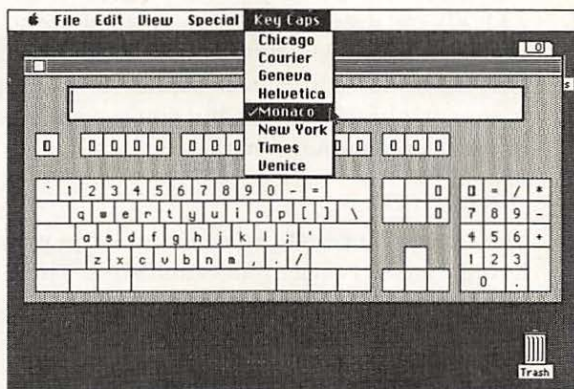 File Edit View Special Key Caps
Chicago
Courier
Geneva
Helvetica
✓Monaco
New York
Times
Venice
` 1 2 3 4 5 6 7 8 9 0 - =
q w e r t y u i o p [ ] \
a s d f g h j k l ; '
z x c v b n m , . /
= / *
7 8 9 -
4 5 6 +
1 2 3
0 .
Trash